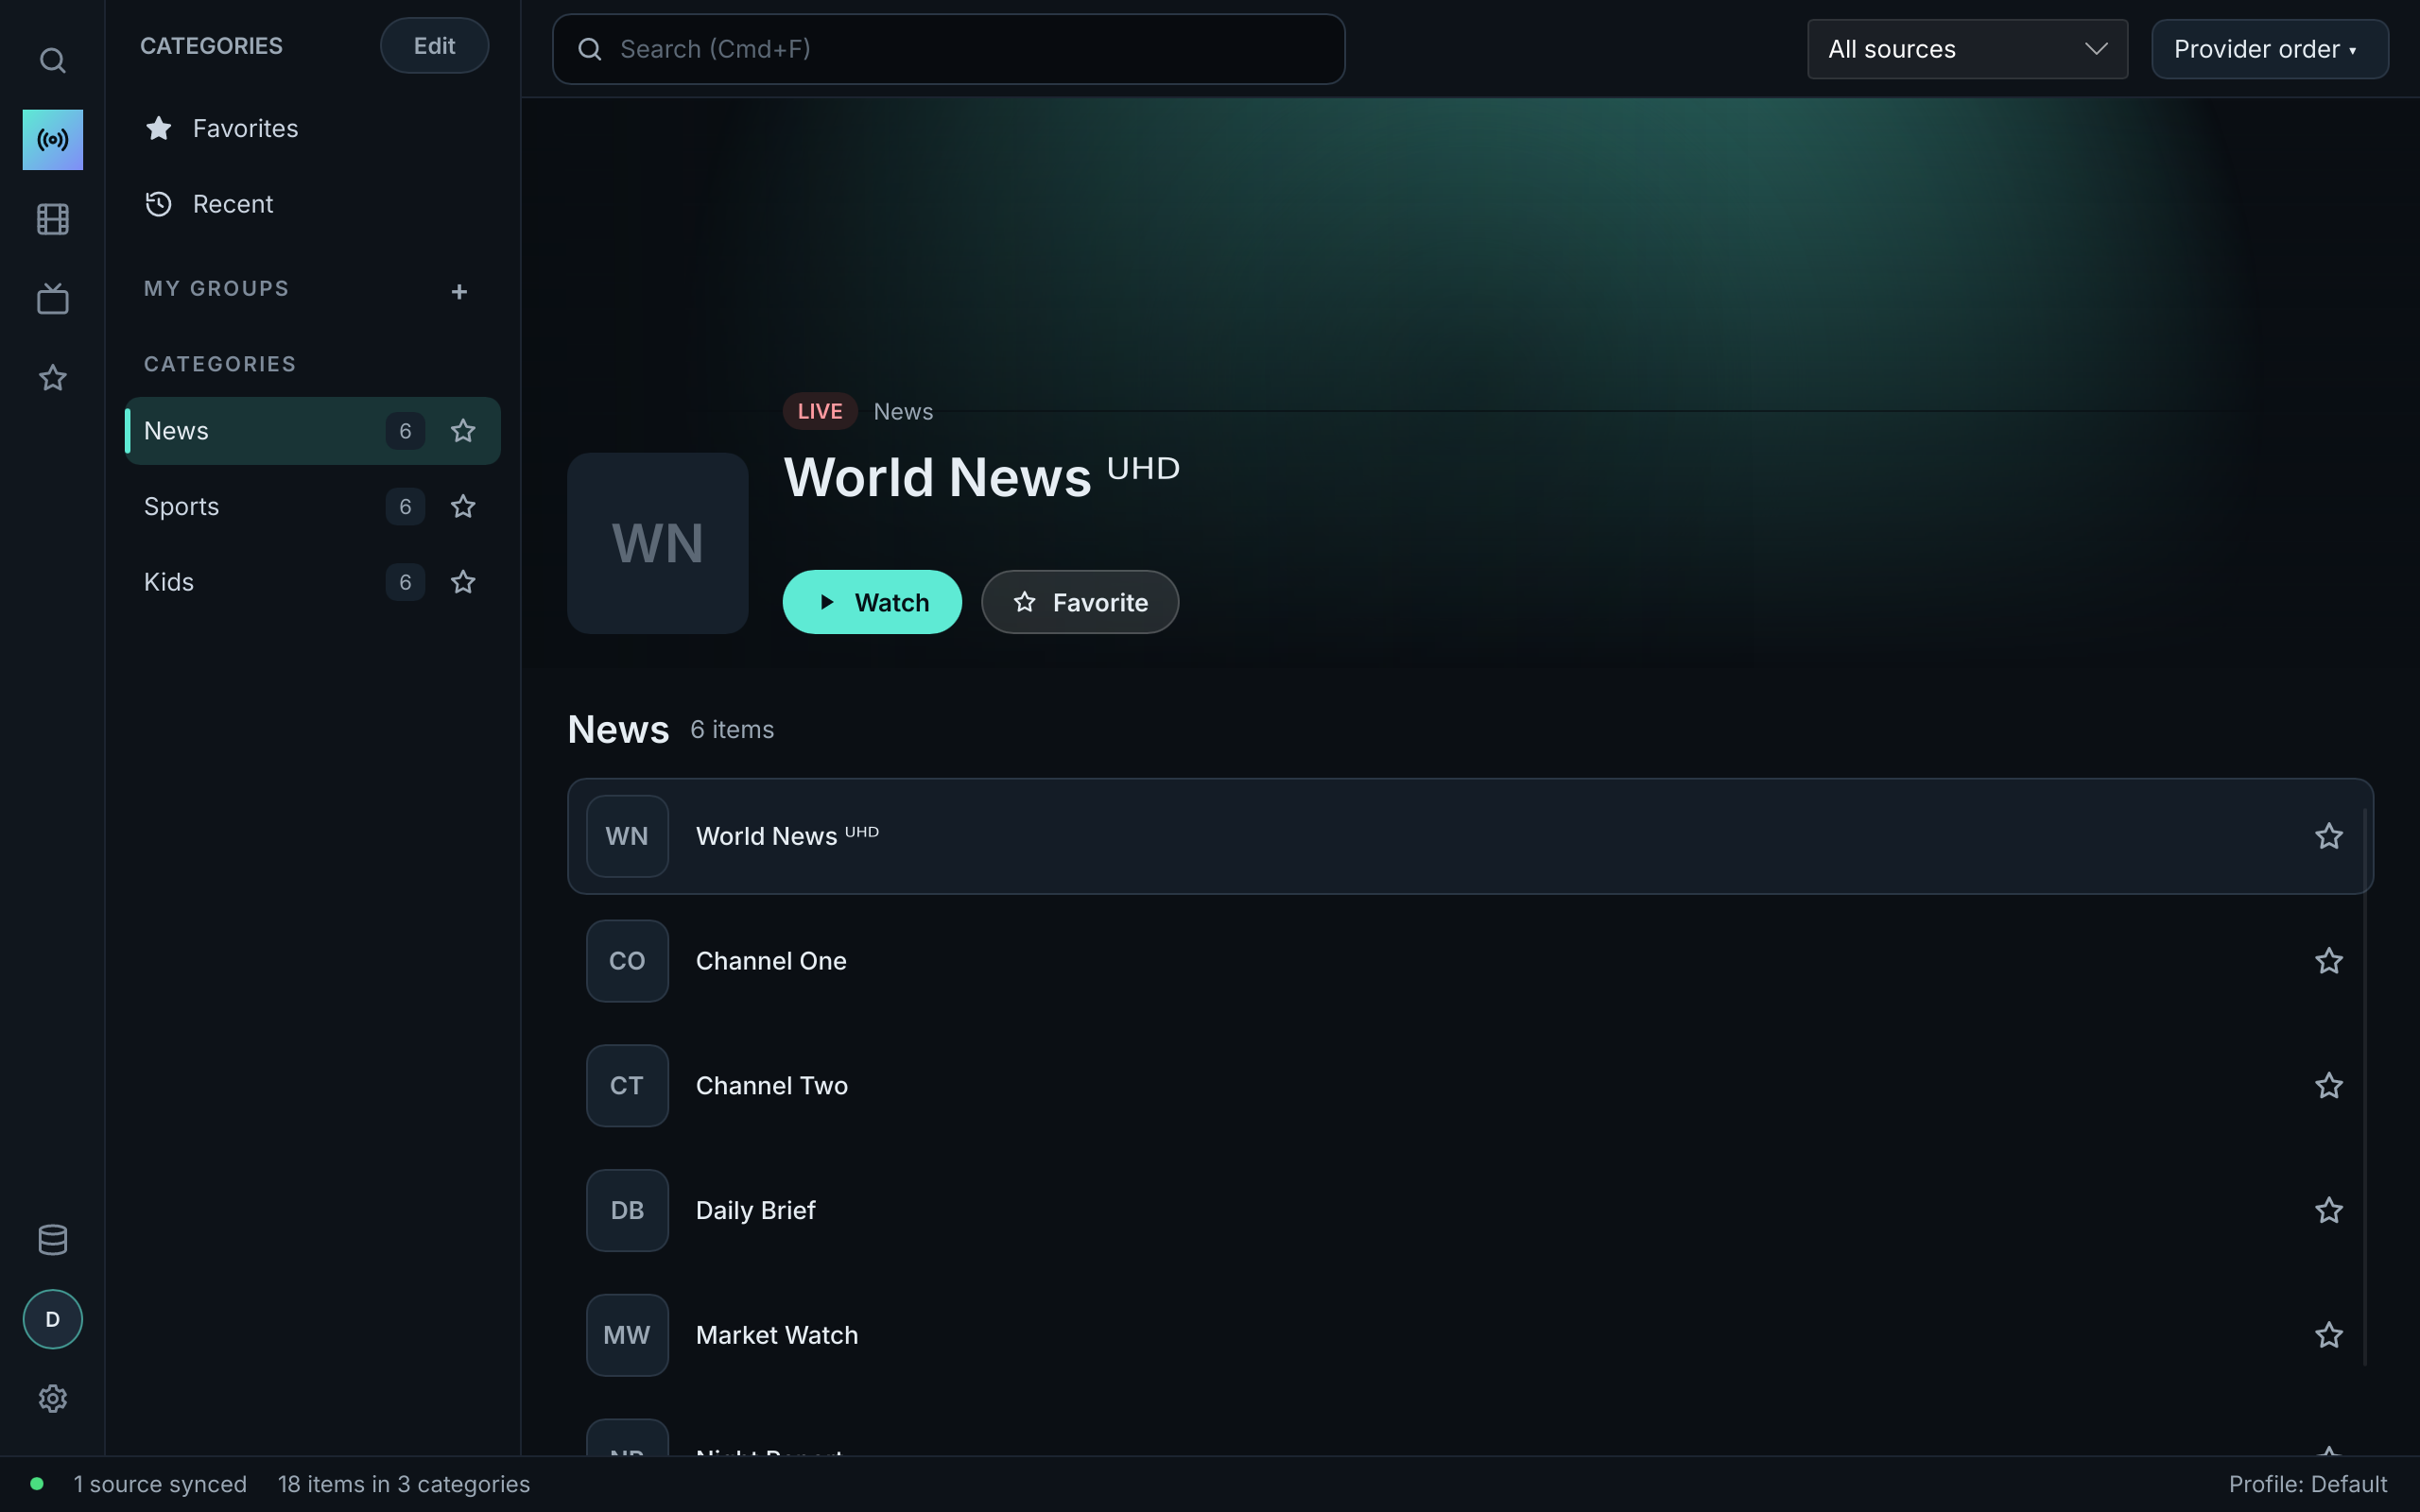 CATEGORIES
Edit
Search (Cmd+F)
All sources
Provider order
Favorites
Recent
MY GROUPS
+
CATEGORIES
News 6
Sports 6
Kids 6
LIVE News
World News ᵁᴴᴰ
WN
Watch
Favorite
News 6 items
WN World News ᵁᴴᴰ
CO Channel One
CT Channel Two
DB Daily Brief
MW Market Watch
D
1 source synced 18 items in 3 categories
Profile: Default